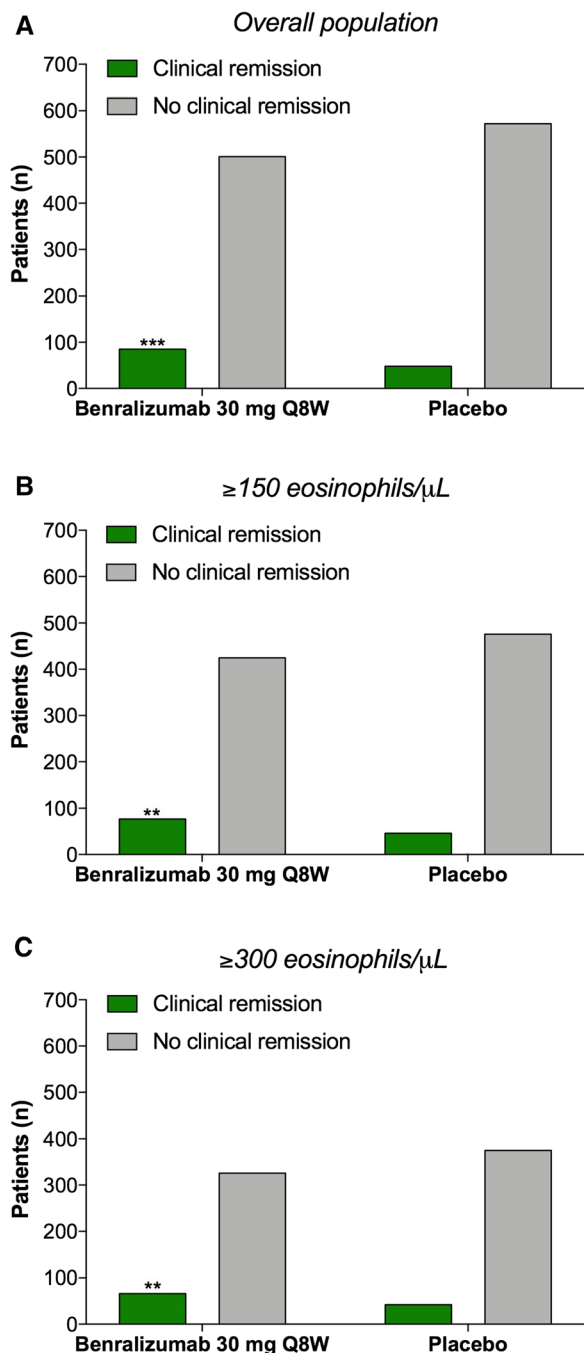 A
Overall population
700
600
500
400
300
200
100
0
Patients (n)
Clinical remission
No clinical remission
***
Benralizumab 30 mg Q8W
Placebo
B
≥150 eosinophils/μL
700
600
500
400
300
200
100
0
Patients (n)
Clinical remission
No clinical remission
**
Benralizumab 30 mg Q8W
Placebo
C
≥300 eosinophils/μL
700
600
500
400
300
200
100
0
Patients (n)
Clinical remission
No clinical remission
**
Benralizumab 30 mg Q8W
Placebo